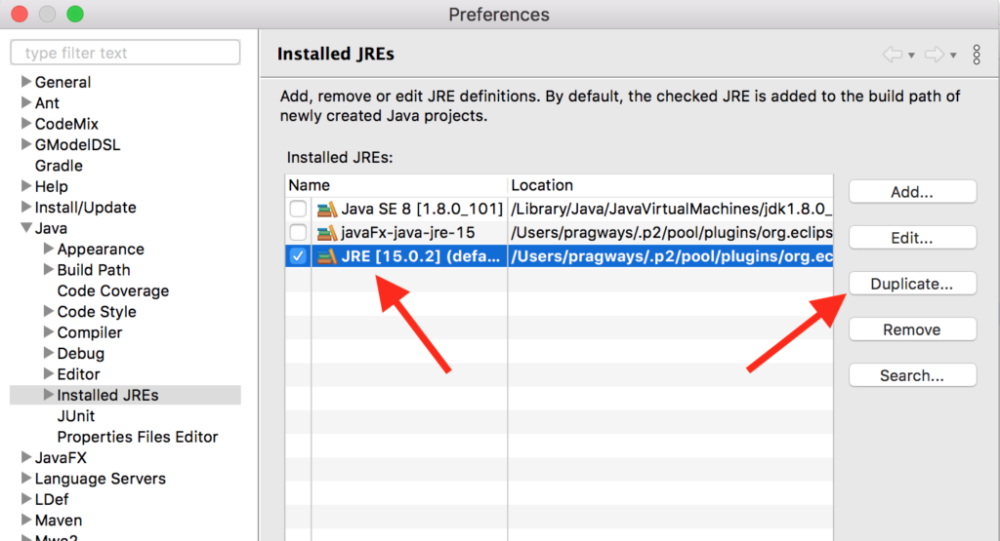 Preferences
type filter text
General
Ant
CodeMix
GModelDSL
Gradle
Help
Install/Update
Java
Appearance
Build Path
Code Coverage
Code Style
Compiler
Debug
Editor
Installed JREs
JUnit
Properties Files Editor
JavaFX
Language Servers
LDef
Maven
Mwe2
Installed JREs
Add, remove or edit JRE definitions. By default, the checked JRE is added to the build path of
newly created Java projects.
Installed JREs:
Name Location
Java SE 8 [1.8.0_101] /Library/Java/JavaVirtualMachines/jdk1.8.0_
javaFx-java-jre-15 /Users/pragways/.p2/pool/plugins/org.eclips
JRE [15.0.2] (defa... /Users/pragways/.p2/pool/plugins/org.ec
Add...
Edit...
Duplicate...
Remove
Search...